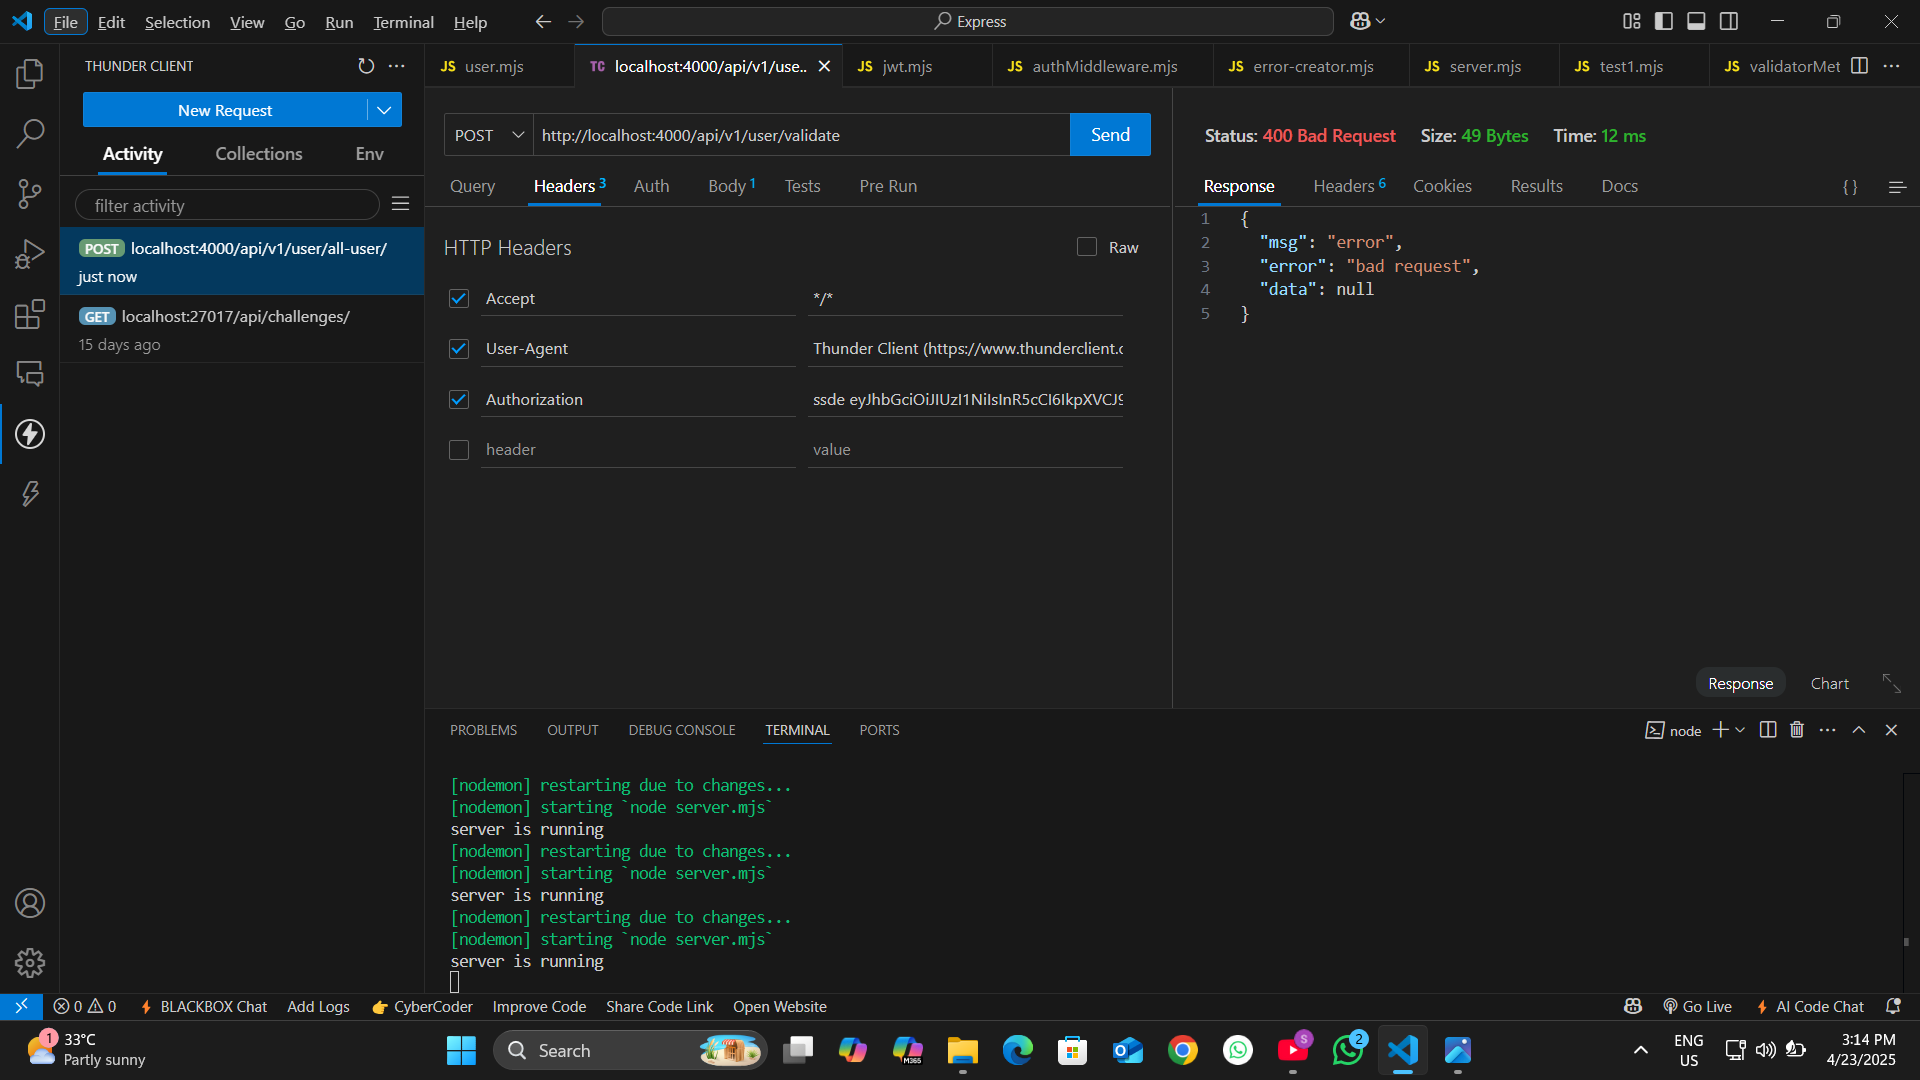 File Edit Selection View Go Run Terminal Help
Express
THUNDER CLIENT
New Request
Activity Collections Env
filter activity
POST localhost:4000/api/v1/user/all-user/
just now
GET localhost:27017/api/challenges/
15 days ago
JS user.mjs
TC localhost:4000/api/v1/use..
JS jwt.mjs
JS authMiddleware.mjs
JS error-creator.mjs
JS server.mjs
JS test1.mjs
JS validatorMet
POST http://localhost:4000/api/v1/user/validate Send
Query Headers 3 Auth Body 1 Tests Pre Run
HTTP Headers Raw
Accept */*
User-Agent Thunder Client (https://www.thunderclient.c
Authorization ssde eyJhbGciOiJIUzI1NiIsInR5cCI6IkpXVCJ9
header value
Status: 400 Bad Request Size: 49 Bytes Time: 12 ms
Response Headers 6 Cookies Results Docs {}
1 {
2 "msg": "error",
3 "error": "bad request",
4 "data": null
5 }
Response Chart
PROBLEMS OUTPUT DEBUG CONSOLE TERMINAL PORTS
node
[nodemon] restarting due to changes...
[nodemon] starting `node server.mjs`
server is running
[nodemon] restarting due to changes...
[nodemon] starting `node server.mjs`
server is running
[nodemon] restarting due to changes...
[nodemon] starting `node server.mjs`
server is running
0 0 BLACKBOX Chat Add Logs CyberCoder Improve Code Share Code Link Open Website
Go Live AI Code Chat
1
33°C
Partly sunny
Search
M365
S
2
ENG
US
3:14 PM
4/23/2025